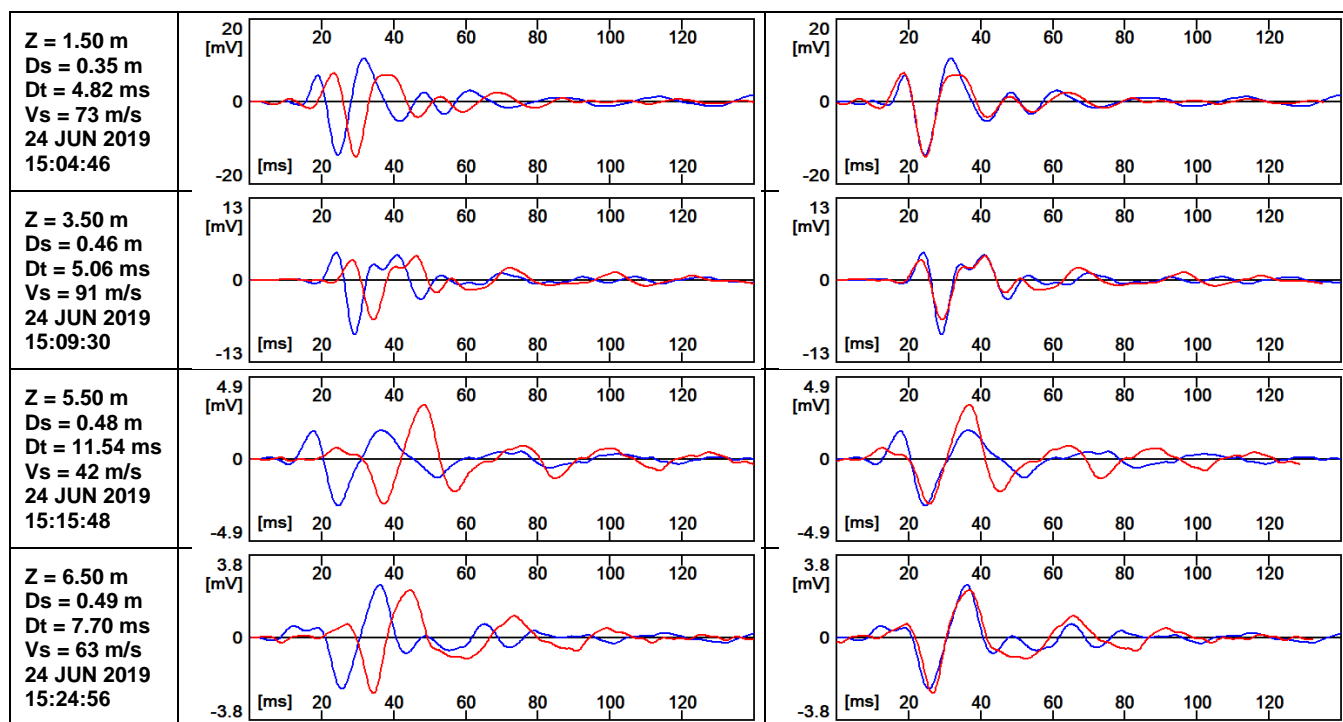 Z = 1.50 m
Ds = 0.35 m
Dt = 4.82 ms
Vs = 73 m/s
24 JUN 2019
15:04:46
20 20 40 60 80 100 120
[mV]
0
[ms] 20 40 60 80 100 120
-20
20 20 40 60 80 100 120
[mV]
0
[ms] 20 40 60 80 100 120
-20
Z = 3.50 m
Ds = 0.46 m
Dt = 5.06 ms
Vs = 91 m/s
24 JUN 2019
15:09:30
13 20 40 60 80 100 120
[mV]
0
[ms] 20 40 60 80 100 120
-13
13 20 40 60 80 100 120
[mV]
0
[ms] 20 40 60 80 100 120
-13
Z = 5.50 m
Ds = 0.48 m
Dt = 11.54 ms
Vs = 42 m/s
24 JUN 2019
15:15:48
4.9 20 40 60 80 100 120
[mV]
0
[ms] 20 40 60 80 100 120
-4.9
4.9 20 40 60 80 100 120
[mV]
0
[ms] 20 40 60 80 100 120
-4.9
Z = 6.50 m
Ds = 0.49 m
Dt = 7.70 ms
Vs = 63 m/s
24 JUN 2019
15:24:56
3.8 20 40 60 80 100 120
[mV]
0
[ms] 20 40 60 80 100 120
-3.8
3.8 20 40 60 80 100 120
[mV]
0
[ms] 20 40 60 80 100 120
-3.8